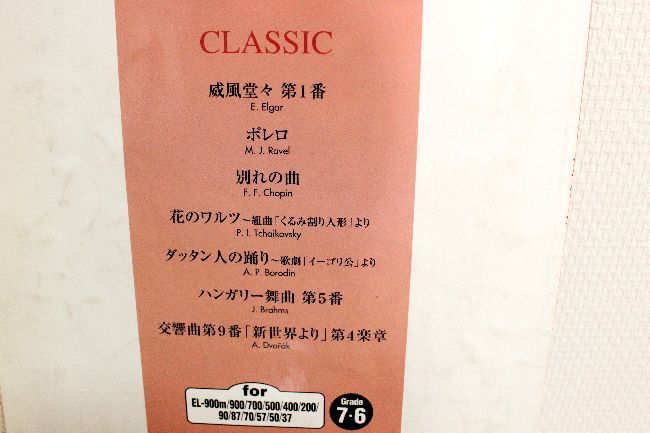 CLASSIC
威風堂々 第1番
E. Elgar
ボレロ
M. J. Ravel
別れの曲
F. F. Chopin
花のワルツ～組曲「くるみ割り人形」より
P. I. Tchaikovsky
ダッタン人の踊り～歌劇「イーゴリ公」より
A. P. Borodin
ハンガリー舞曲 第5番
J. Brahms
交響曲第9番「新世界より」第4楽章
A. Dvořák
for
EL-900m/900/700/500/400/200/
90/87/70/57/50/37
Grade
7・6